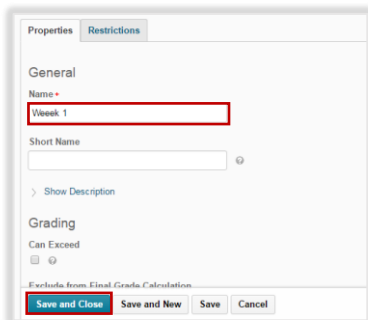 Properties Restrictions
General
Name *
Weeek 1
Short Name
Show Description
Grading
Can Exceed
Exclude from Final Grade Calculation
Save and Close Save and New Save Cancel